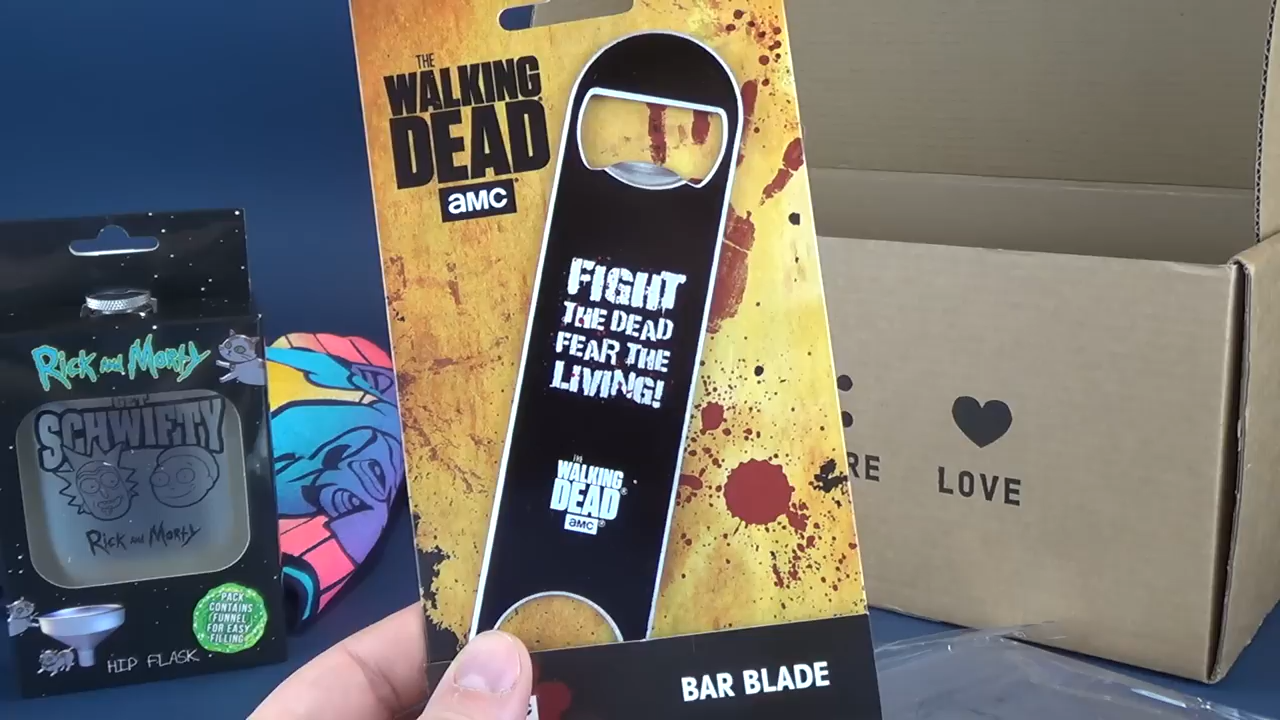 THE
WALKING
DEAD
amc
FIGHT
THE DEAD
FEAR THE
LIVING!
THE
WALKING
DEAD®
amc
BAR BLADE
Rick and Morty
GET
SCHWIFTY
Rick and Morty
PACK
CONTAINS
FUNNEL
FOR EASY
FILLING
HIP FLASK
LOVE